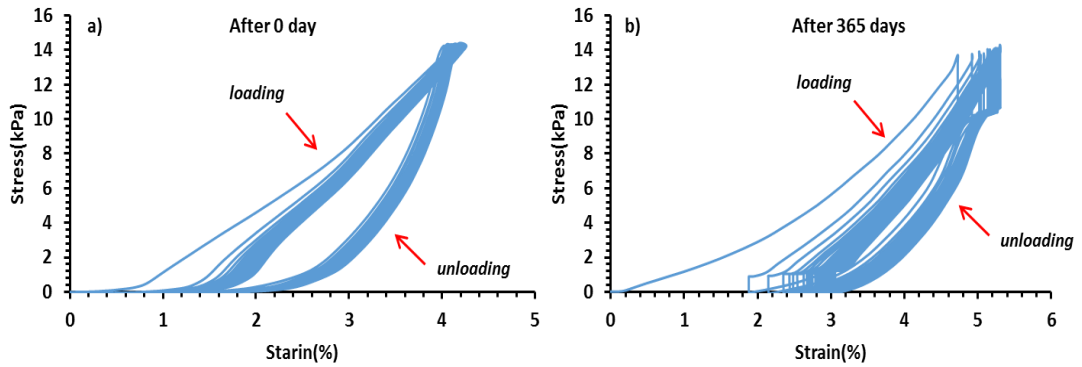 a) After 0 day
Stress(kPa)
16
14
12
10
8
6
4
2
0
loading
unloading
0 1 2 3 4 5
Starin(%)
b) After 365 days
Stress(kPa)
16
14
12
10
8
6
4
2
0
loading
unloading
0 1 2 3 4 5 6
Strain(%)